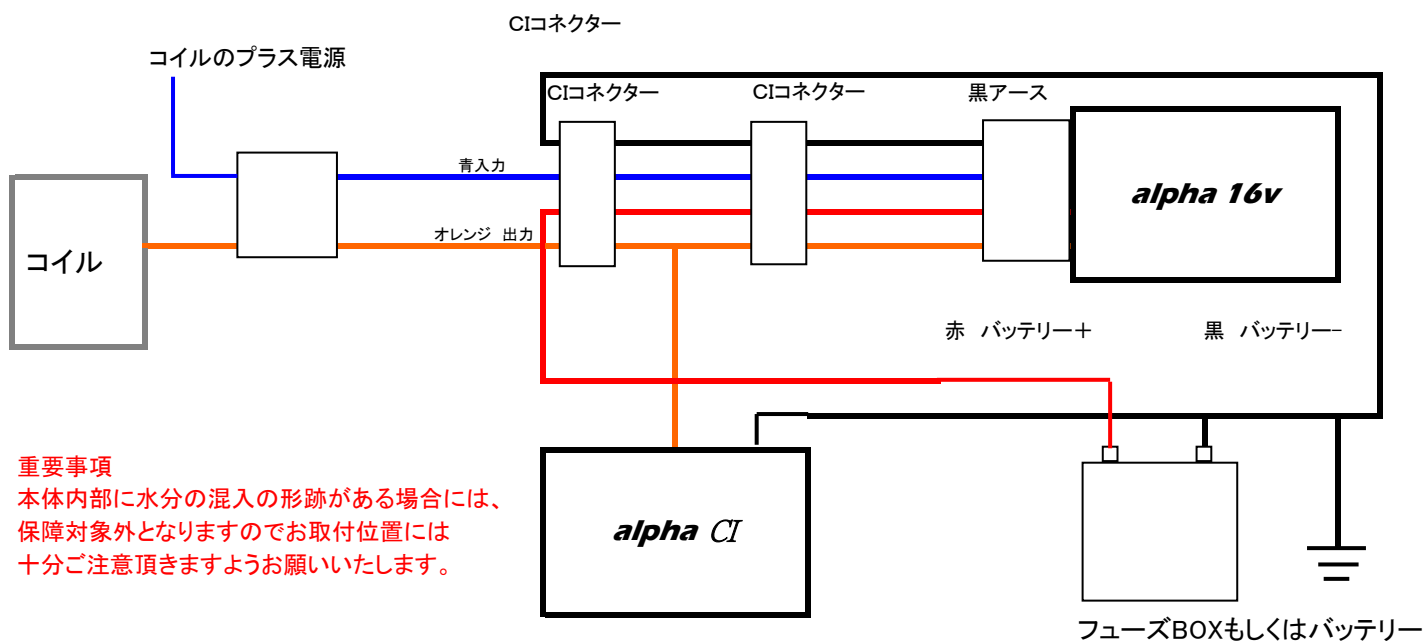 CIコネクター
コイルのプラス電源
CIコネクター
CIコネクター
黒アース
青入力
alpha 16v
オレンジ 出力
コイル
赤 バッテリー＋
黒 バッテリー−
重要事項
本体内部に水分の混入の形跡がある場合には、
保障対象外となりますのでお取付位置には
十分ご注意頂きますようお願いいたします。
alpha CI
フューズBOXもしくはバッテリー